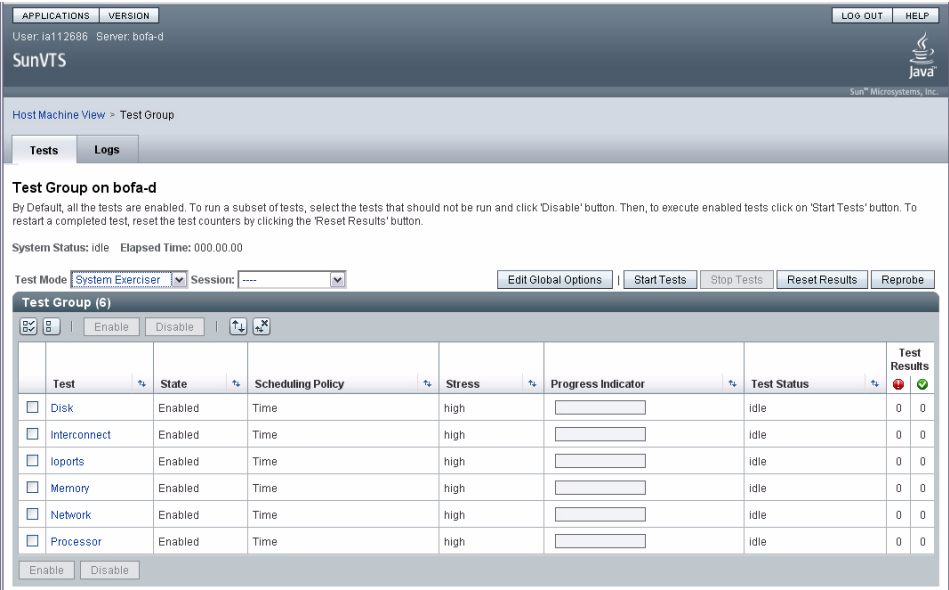 APPLICATIONS VERSION LOG OUT HELP
User: ia112686 Server: bofa-d
SunVTS
Java™
Sun™ Microsystems, Inc.
Host Machine View > Test Group
Tests Logs
Test Group on bofa-d
By Default, all the tests are enabled. To run a subset of tests, select the tests that should not be run and click 'Disable' button. Then, to execute enabled tests click on 'Start Tests' button. To
restart a completed test, reset the test counters by clicking the 'Reset Results' button.
System Status: idle Elapsed Time: 000.00.00
Test Mode System Exerciser Session: ---- Edit Global Options | Start Tests Stop Tests Reset Results Reprobe
Test Group (6)
Enable Disable
Test Results
Test State Scheduling Policy Stress Progress Indicator Test Status
Disk Enabled Time high idle 0 0
Interconnect Enabled Time high idle 0 0
Ioports Enabled Time high idle 0 0
Memory Enabled Time high idle 0 0
Network Enabled Time high idle 0 0
Processor Enabled Time high idle 0 0
Enable Disable